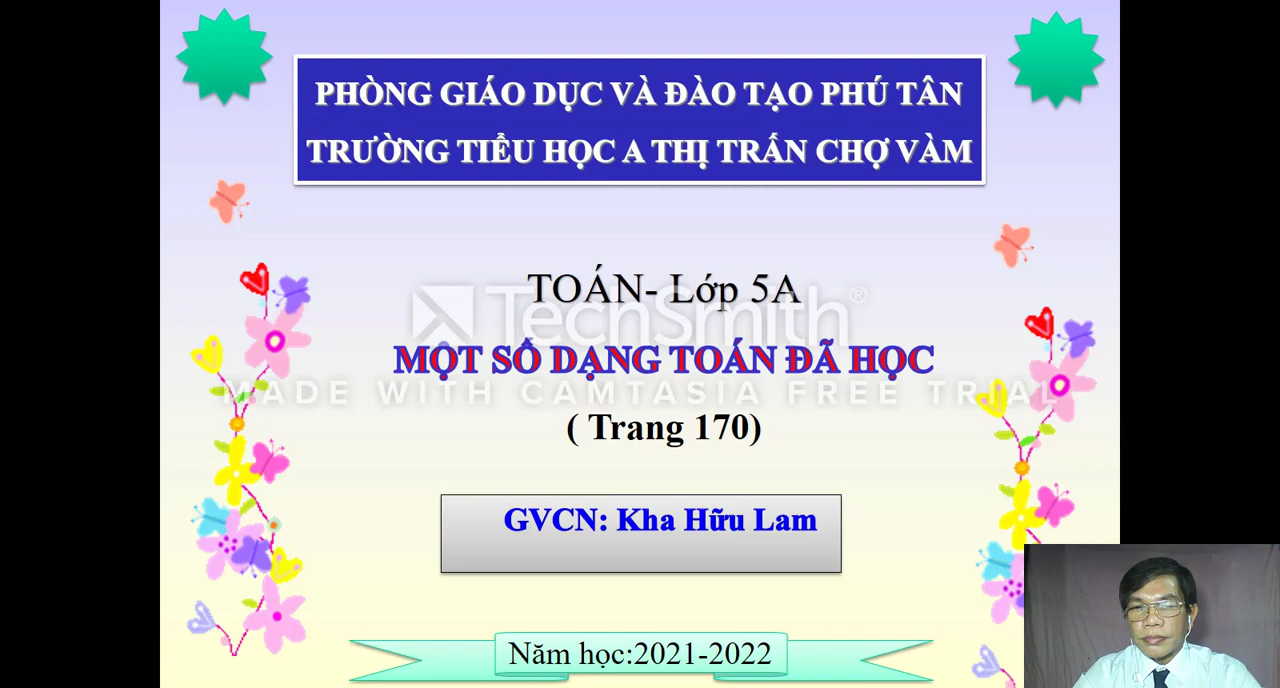 PHÒNG GIÁO DỤC VÀ ĐÀO TẠO PHÚ TÂN
TRƯỜNG TIỂU HỌC A THỊ TRẤN CHỢ VÀM
TOÁN- Lớp 5A
TechSmith®
MỘT SỐ DẠNG TOÁN ĐÃ HỌC
MADE WITH CAMTASIA FREE TRIAL
( Trang 170)
GVCN: Kha Hữu Lam
Năm học:2021-2022